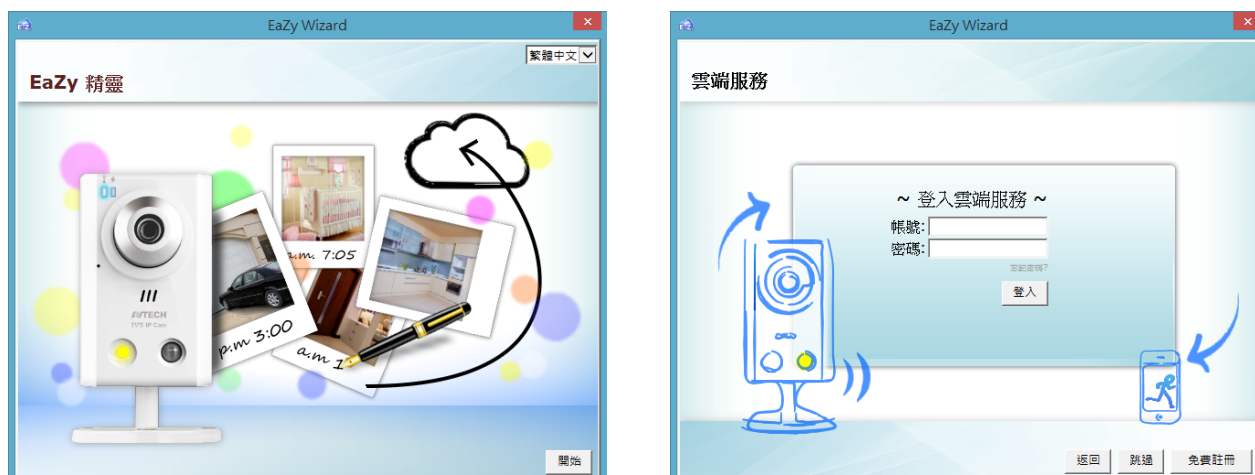 EaZy Wizard
繁體中文
EaZy 精靈
a.m. 7:05
p.m 3:00
a.m 1
AVTECH
IP Cam
開始
EaZy Wizard
雲端服務
~ 登入雲端服務 ~
帳號:
密碼:
忘記密碼?
登入
返回
跳過
免費註冊